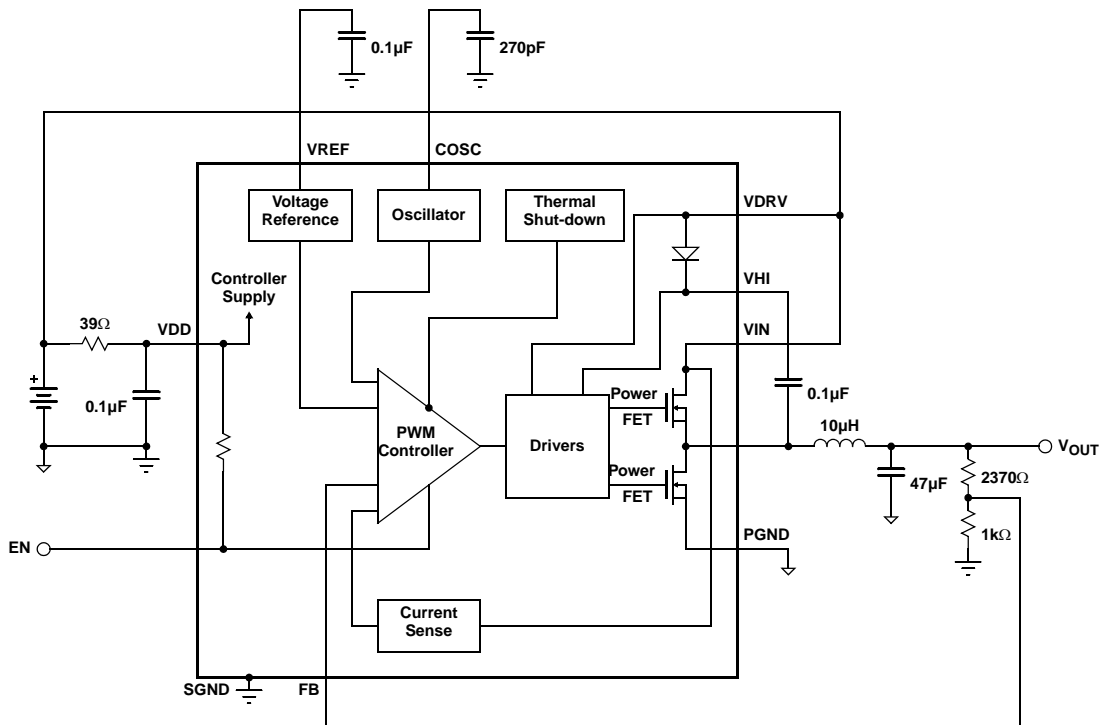 0.1µF
270pF
VREF
COSC
Voltage
Reference
Oscillator
Thermal
Shut-down
VDRV
Controller
Supply
VHI
39Ω
VDD
VIN
+
0.1µF
0.1µF
PWM
Controller
Drivers
Power
FET
Power
FET
10µH
VOUT
47µF
2370Ω
1kΩ
EN
PGND
Current
Sense
SGND
FB